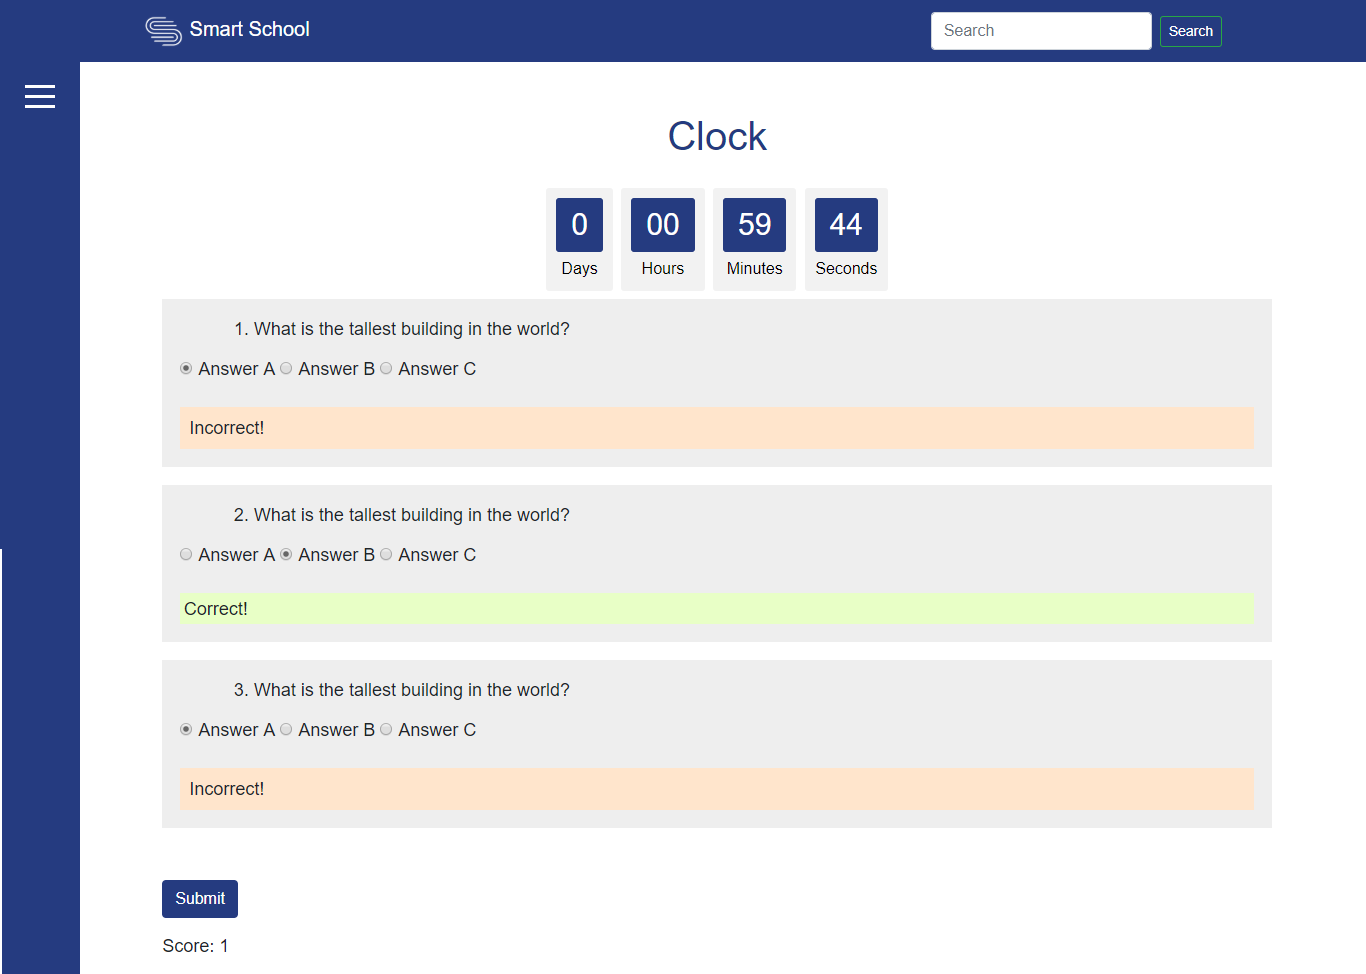 Smart School
Search
Search
Clock
0 00 59 44
Days Hours Minutes Seconds
1. What is the tallest building in the world?
Answer A Answer B Answer C
Incorrect!
2. What is the tallest building in the world?
Answer A Answer B Answer C
Correct!
3. What is the tallest building in the world?
Answer A Answer B Answer C
Incorrect!
Submit
Score: 1